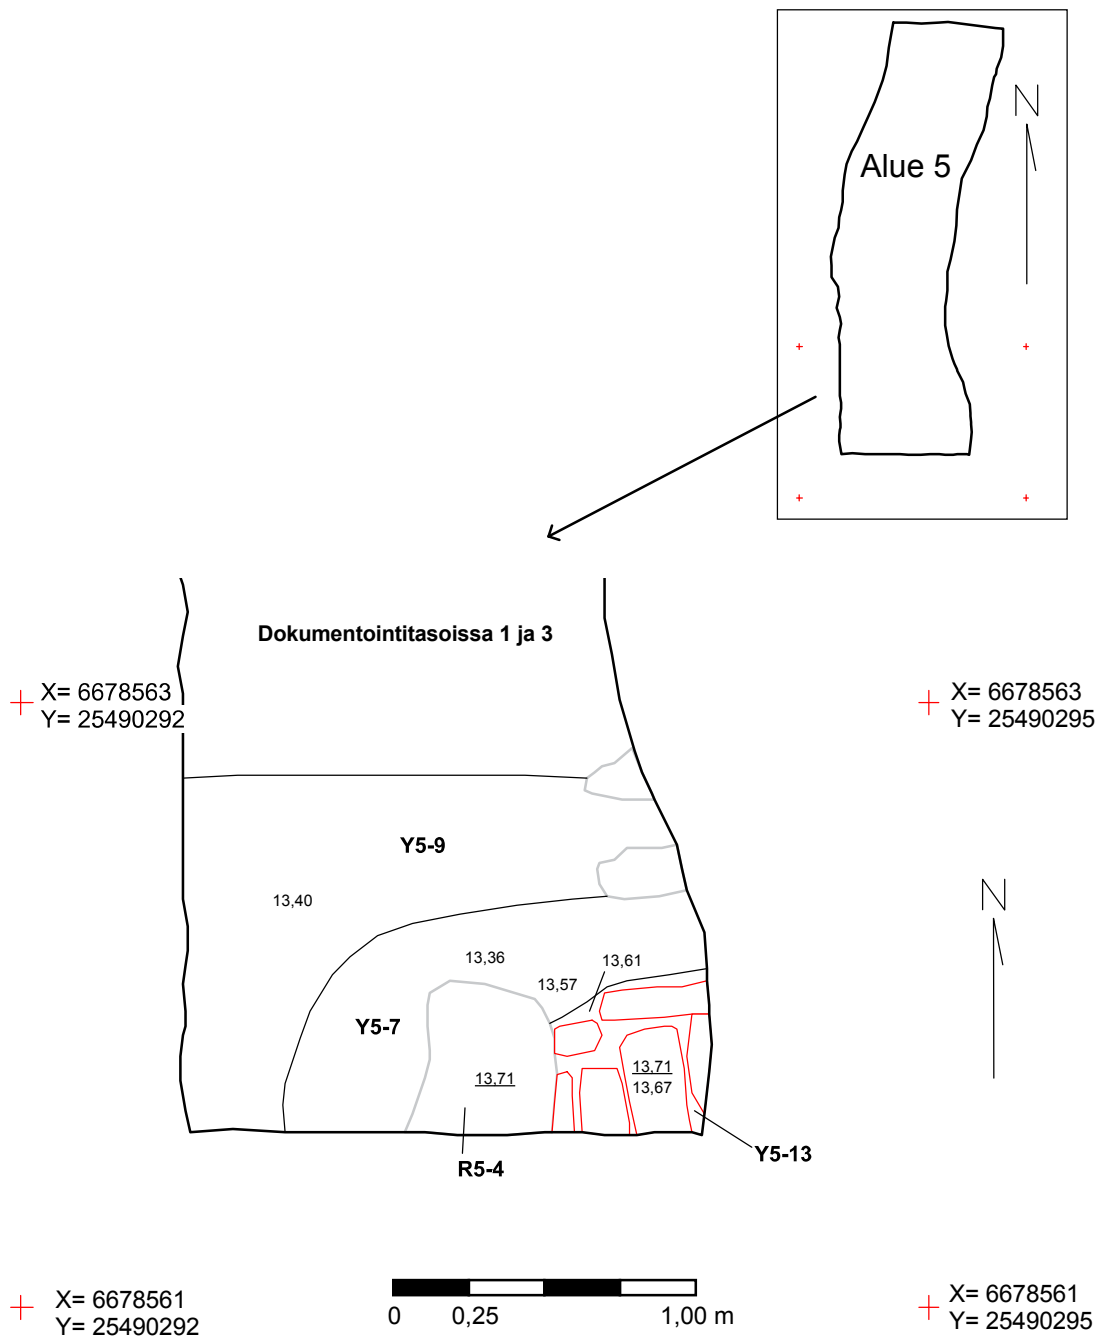 N
Alue 5
Dokumentointitasoissa 1 ja 3
X= 6678563
Y= 25490292
X= 6678563
Y= 25490295
Y5-9
13,40
N
13,36
13,61
13,57
Y5-7
13,71
13,71
13,67
Y5-13
R5-4
X= 6678561
Y= 25490292
0 0,25 1,00 m
X= 6678561
Y= 25490295